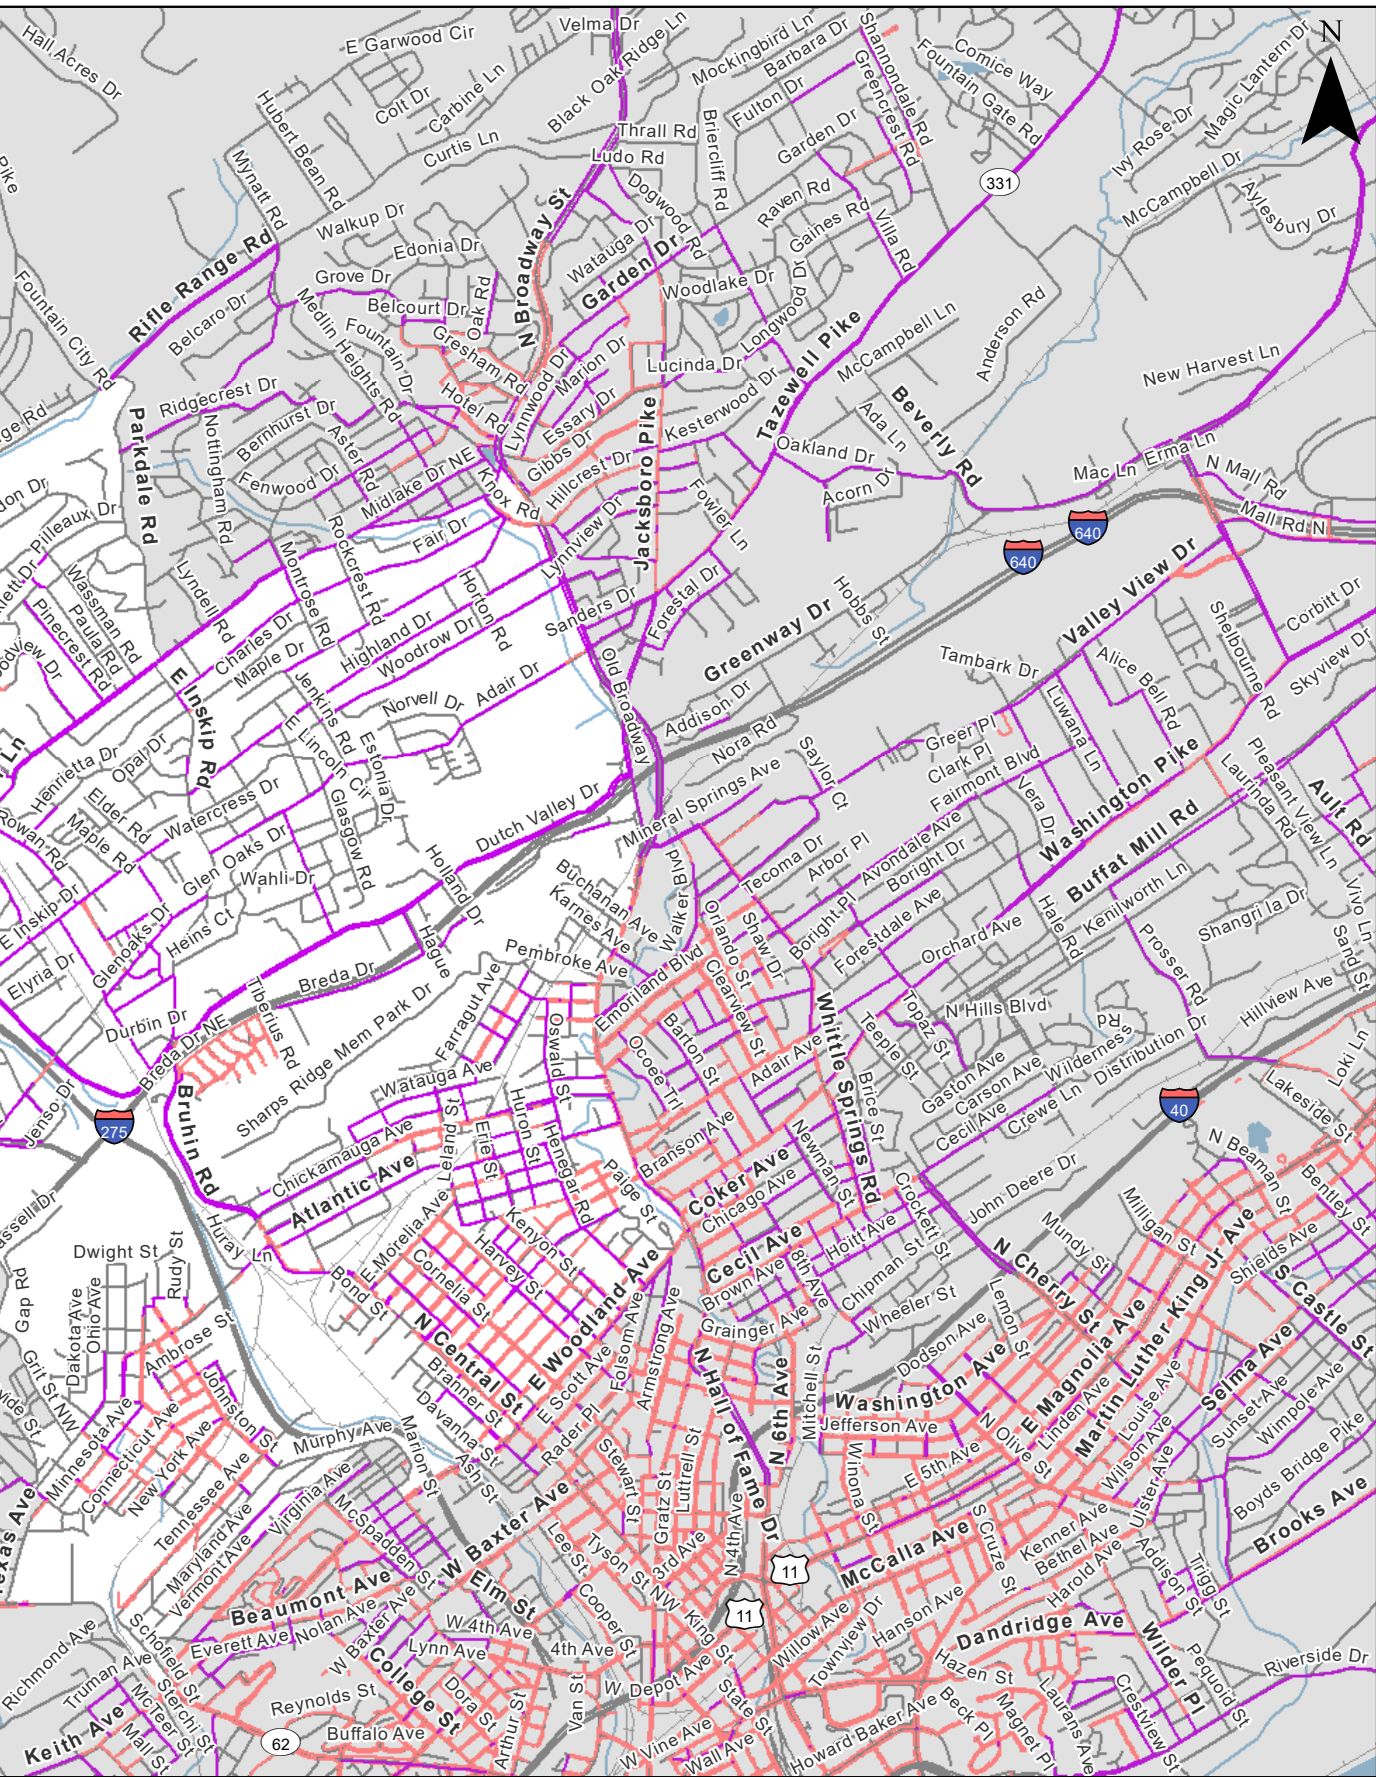 Velma Dr
Hall Acres Dr
E Garwood Cir
Black Oak Ridge Ln
Mockingbird Ln
Barbara Dr
Shannondale Rd
Comice Way
Fountain Gate Rd
Magic Lantern Dr
N
Colt Dr
Carbine Ln
Fulton Dr
Greencrest Rd
Hubert Bean Rd
Thrall Rd
Briercliff Rd
Garden Dr
Ivy Rose Dr
Curtis Ln
Ludo Rd
Pike
Mynatt Rd
331
McCampbell Dr
Aylesbury Dr
Dogwood Rd
Raven Rd
Walkup Dr
N Broadway St
Gaines Rd
Villa Rd
Edonia Dr
Watauga Dr
Garden Dr
Rifle Range Rd
Grove Dr
Woodlake Dr
Fountain City Rd
Belcaro Dr
Medlin Heights Rd
Belcourt Dr
Oak Rd
Longwood Dr
Anderson Rd
Fountain Dr
Gresham Rd
Marion Dr
Lucinda Dr
Tazewell Pike
McCampbell Ln
New Harvest Ln
Ridgecrest Dr
Hotel Rd
Lynnwood Dr
Essary Dr
Kesterwood Dr
Beverly Rd
Ada Ln
Parkdale Rd
Nottingham Rd
Bernhurst Dr
Aster Rd
Gibbs Dr
Jacksboro Pike
Oakland Dr
Erma Ln
Mac Ln
N Mall Rd
Fenwood Dr
Midlake Dr NE
Knox Rd
Hillcrest Dr
Acorn Dr
Mall Rd N
Pilleaux Dr
Rockcrest Rd
Fair Dr
Lynnview Dr
Fowler Ln
640
640
Wassman Rd
Paula Rd
Pinecrest Rd
Lyndell Rd
Montrose Rd
Horton Rd
Sanders Dr
Forestal Dr
Hobbs St
Valley View Dr
Corbitt Dr
Charles Dr
Highland Dr
Greenway Dr
Shelbourne Rd
E Inskip Rd
Maple Dr
Woodrow Dr
Old Broadway
Tambark Dr
Alice Bell Rd
Skyview Dr
Jenkins Rd
Adair Dr
Addison Dr
Luwana Ln
Norvell Dr
Henrietta Dr
Opal Dr
E Lincoln Cir
Estonia Dr
Nora Rd
Saylor Ct
Greer Pl
Clark Pl
Fairmont Blvd
Washington Pike
Pleasant View Ln
Laurinda Rd
Ault Rd
Elder Rd
Watercress Dr
Glasgow Rd
Dutch Valley Dr
Mineral Springs Ave
Vera Dr
Rowan Rd
Maple Rd
Glen Oaks Dr
Wahli Dr
Holland Dr
Buchanan Ave
Walker Blvd
Tecoma Dr
Arbor Pl
Avondale Ave
Boright Dr
Buffat Mill Rd
Kenilworth Ln
Vivo Ln
E Inskip Dr
Karnes Ave
Orlando St
Shaw Dr
Boright Pl
Forestdale Ave
Hale Rd
Shangri la Dr
Glenoaks Dr
Heins Ct
Hague
Pembroke Ave
Orchard Ave
Prosser Rd
Sand St
Elyria Dr
Breda Dr
Emoriland Blvd
Clearview St
Tiberius Rd
Farragut Ave
Topaz St
N Hills Blvd
Hillview Ave
Durbin Dr
Oswald St
Barton St
Whittle Springs Rd
Teeple St
Wilderness Rd
Distribution Dr
Breda Dr NE
Sharps Ridge Mem Park Dr
Ocoee Trl
Adair Ave
Gaston Ave
Loki Ln
Watauga Ave
Brice St
Carson Ave
Bruhin Rd
Huron St
Crewe Ln
Lakeside St
275
Leland St
Erie St
Henegar Rd
Branson Ave
Cecil Ave
40
Chickamauga Ave
Newman St
N Beaman St
Atlantic Ave
Paige St
Coker Ave
Chicago Ave
Crockett St
John Deere Dr
Bentley St
Huray Ln
E Morelia Ave
Kenyon St
Milligan St
Mundy St
Dwight St
Rudy St
Harvey St
Cecil Ave
Hoitt Ave
Shields Ave
Gap Rd
Bond St
Cornelia St
Brown Ave
8th Ave
Chipman St
N Cherry St
Martin Luther King Jr Ave
S Castle St
Dakota Ave
Ohio Ave
E Woodland Ave
Folsom Ave
Armstrong Ave
Wheeler St
Lemon St
Ambrose St
N Central St
Grainger Ave
Dodson Ave
E Magnolia Ave
Selma Ave
Grit St NW
Johnston St
Branner St
E Scott Ave
N Hall of Fame Dr
N 6th Ave
Mitchell St
Washington Ave
Linden Ave
Louise Ave
Sunset Ave
Wimpole Ave
Minnesota Ave
Connecticut Ave
New York Ave
Murphy Ave
Davanna St
Rader Pl
Jefferson Ave
N Olive St
Tennessee Ave
Marion St
Ash St
Stewart St
Luttrell St
Gratz St
Winona St
E 5th Ave
Wilson Ave
Ulster Ave
Boyds Bridge Pike
Virginia Ave
Maryland Ave
Vermont Ave
McSpadden St
W Baxter Ave
Lee St
Tyson St NW
3rd Ave
N 4th Ave
11
McCalla Ave
S Cruze St
Kenner Ave
Bethel Ave
Harold Ave
Brooks Ave
Beaumont Ave
Elm St
Cooper St
King St
11
Addison St
Trigg St
Everett Ave
Nolan Ave
W Baxter Ave
W 4th Ave
4th Ave
Willow Ave
Townview Dr
Hanson Ave
Dandridge Ave
Richmond Ave
Schofield St
College St
Lynn Ave
Wilder Pl
Pequold St
Riverside Dr
Truman Ave
McTeer St
Sterchi St
Reynolds St
Dora St
Van St
W Depot Ave
State St
Hazen St
Beck Pl
Magnet Pl
Laurans Ave
Crestview St
Keith Ave
Mall St
62
Buffalo Ave
Arthur St
W Vine Ave
Wall Ave
Howard Baker Ave